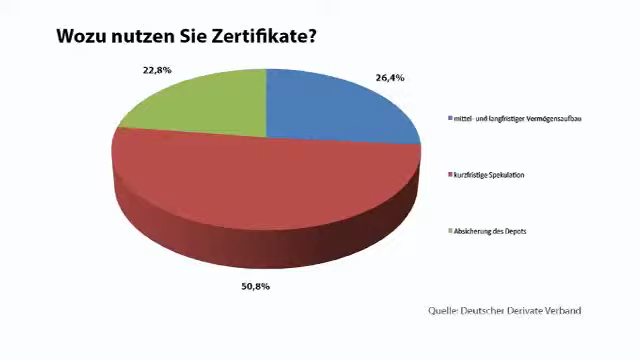 Wozu nutzen Sie Zertifikate?
22,8%
26,4%
mittel- und langfristiger Vermögensaufbau
kurzfristige Spekulation
Absicherung des Depots
50,8%
Quelle: Deutscher Derivate Verband